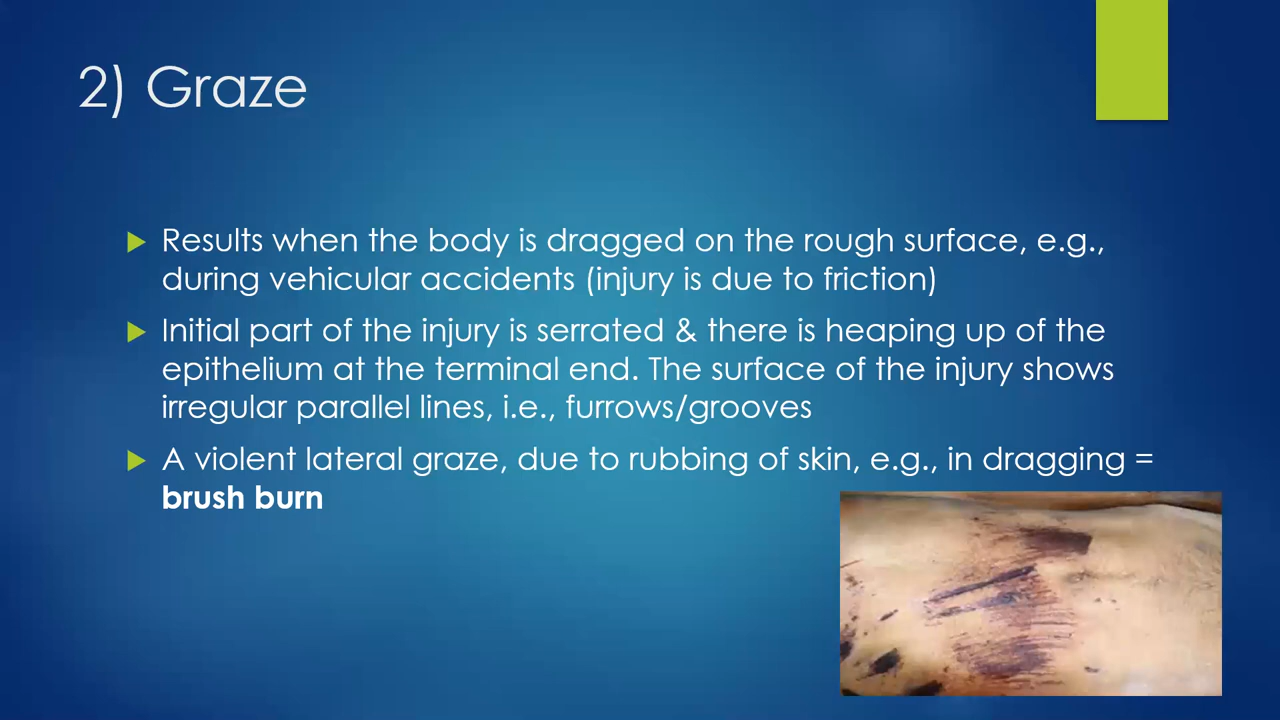 2) Graze
Results when the body is dragged on the rough surface, e.g.,
during vehicular accidents (injury is due to friction)
Initial part of the injury is serrated & there is heaping up of the
epithelium at the terminal end. The surface of the injury shows
irregular parallel lines, i.e., furrows/grooves
A violent lateral graze, due to rubbing of skin, e.g., in dragging =
brush burn